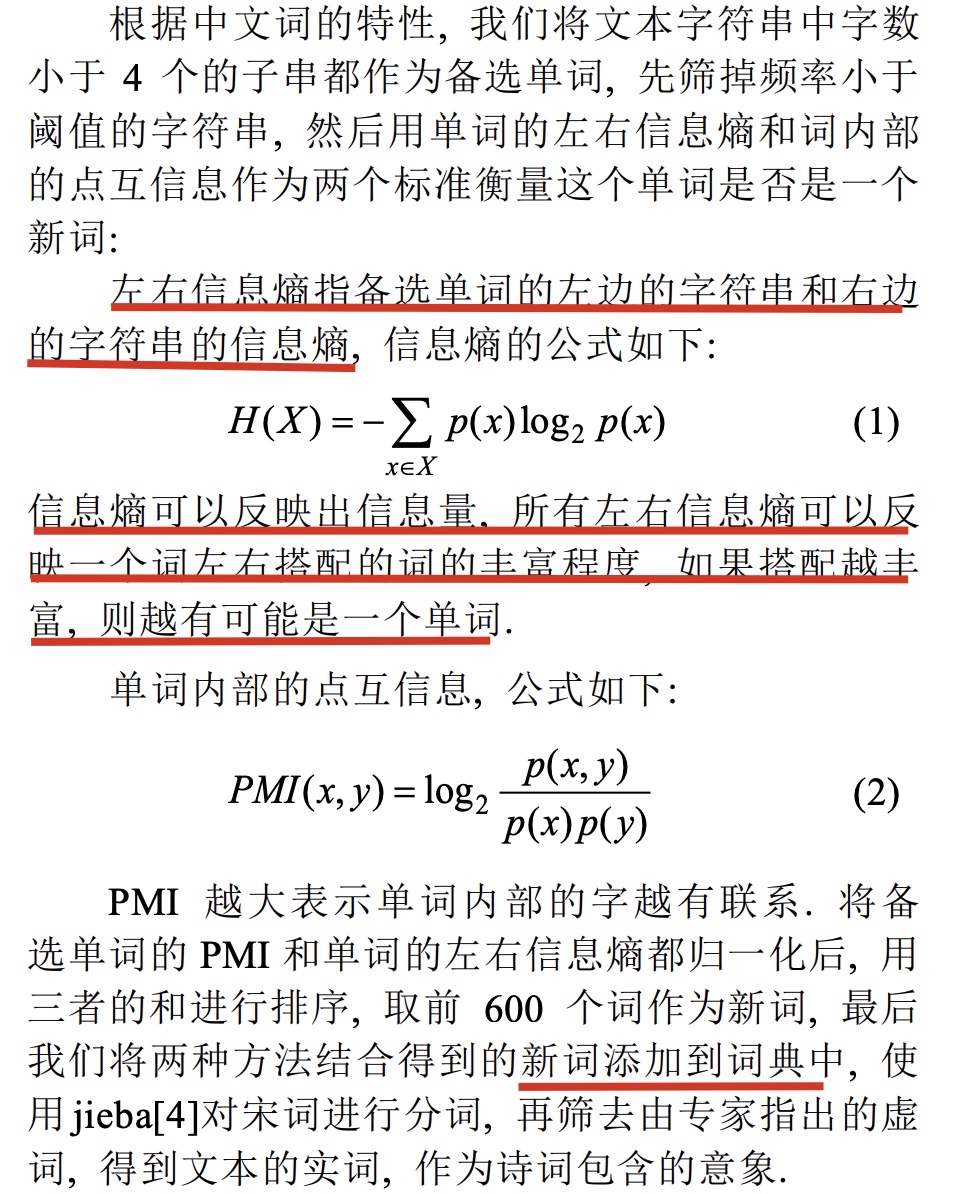 根据中文词的特性, 我们将文本字符串中字数
小于 4 个的子串都作为备选单词, 先筛掉频率小于
阈值的字符串, 然后用单词的左右信息熵和词内部
的点互信息作为两个标准衡量这个单词是否是一个
新词:
左右信息熵指备选单词的左边的字符串和右边
的字符串的信息熵, 信息熵的公式如下:
H(X) = −∑ p(x)log₂ p(x) (1)
x∈X
信息熵可以反映出信息量, 所有左右信息熵可以反
映一个词左右搭配的词的丰富程度, 如果搭配越丰
富, 则越有可能是一个单词.
单词内部的点互信息, 公式如下:
PMI(x, y) = log₂ p(x, y) / p(x)p(y) (2)
PMI 越大表示单词内部的字越有联系. 将备
选单词的 PMI 和单词的左右信息熵都归一化后, 用
三者的和进行排序, 取前 600 个词作为新词, 最后
我们将两种方法结合得到的新词添加到词典中, 使
用 jieba[4]对宋词进行分词, 再筛去由专家指出的虚
词, 得到文本的实词, 作为诗词包含的意象.